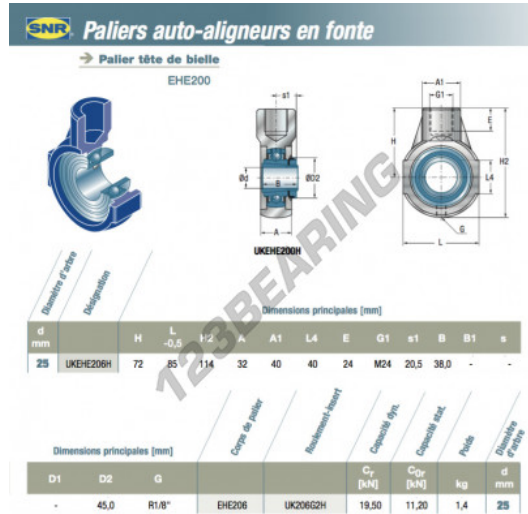 SNR Paliers auto-aligneurs en fonte
Palier tête de bielle
EHE200
s1
A1
G1
E
H
H2
L4
Ød
B
ØD2
A
G
L
UKEHE200H
Diamètre d'arbre
Désignation
Dimensions principales [mm]
d mm H L -0,5 H2 A A1 L4 E G1 s1 B B1 s
25 UKEHE206H 72 85 114 32 40 40 24 M24 20,5 38,0 - -
123BEARING
Dimensions principales [mm] Corps de palier Roulement-insert Capacité dyn. Capacité stat. Poids Diamètre d'arbre
D1 D2 G Cr [kN] C0r [kN] kg d mm
- 45,0 R1/8" EHE206 UK206G2H 19,50 11,20 1,4 25